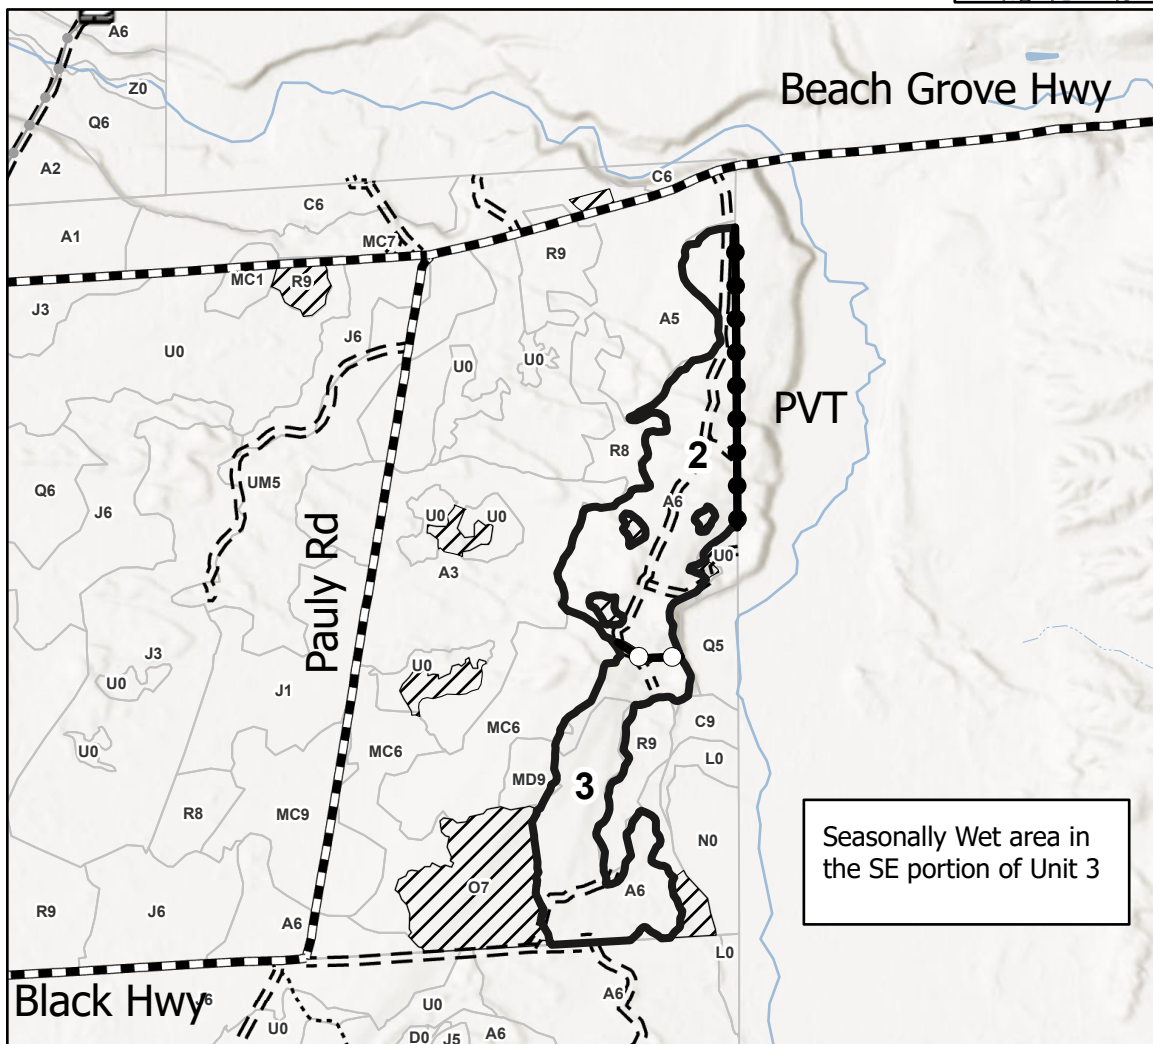 A6
Z0
Beach Grove Hwy
Q6
A2
C6
C6
A1
MC7
R9
MC1
R9
J3
A5
J6
U0
U0
U0
PVT
R8
2
UM5
Q6
A6
J6
U0
U0
Pauly Rd
U0
A3
Q5
J3
U0
U0
J1
C9
MC6
U0
MC6
R9
L0
MD9
3
R8
MC9
Seasonally Wet area in
the SE portion of Unit 3
N0
O7
A6
R9
J6
A6
L0
Black Hwy
J6
A6
U0
U0
D0
J5
A6